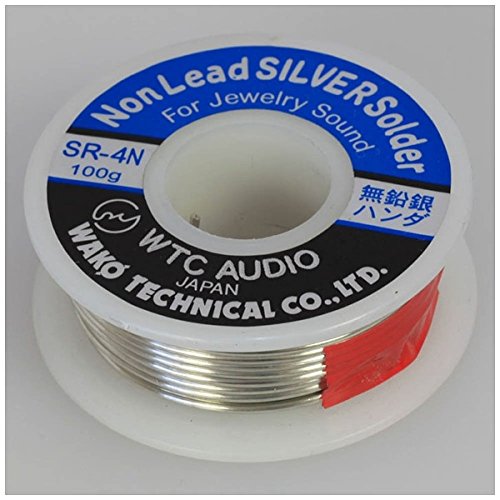 Non Lead SILVER Solder
For Jewelry Sound
SR-4N
100g
無鉛銀
ハンダ
WTC AUDIO
JAPAN
WAKO TECHNICAL CO.,LTD.